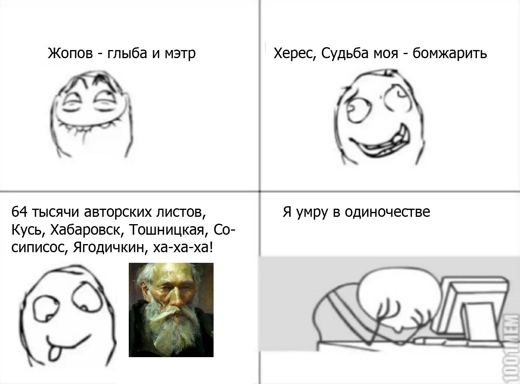 Жопов - глыба и мэтр
Херес, Судьба моя - бомжарить
64 тысячи авторских листов,
Кусь, Хабаровск, Тошницкая, Со-
сиписос, Ягодичкин, ха-ха-ха!
Я умру в одиночестве
1001МЕМ